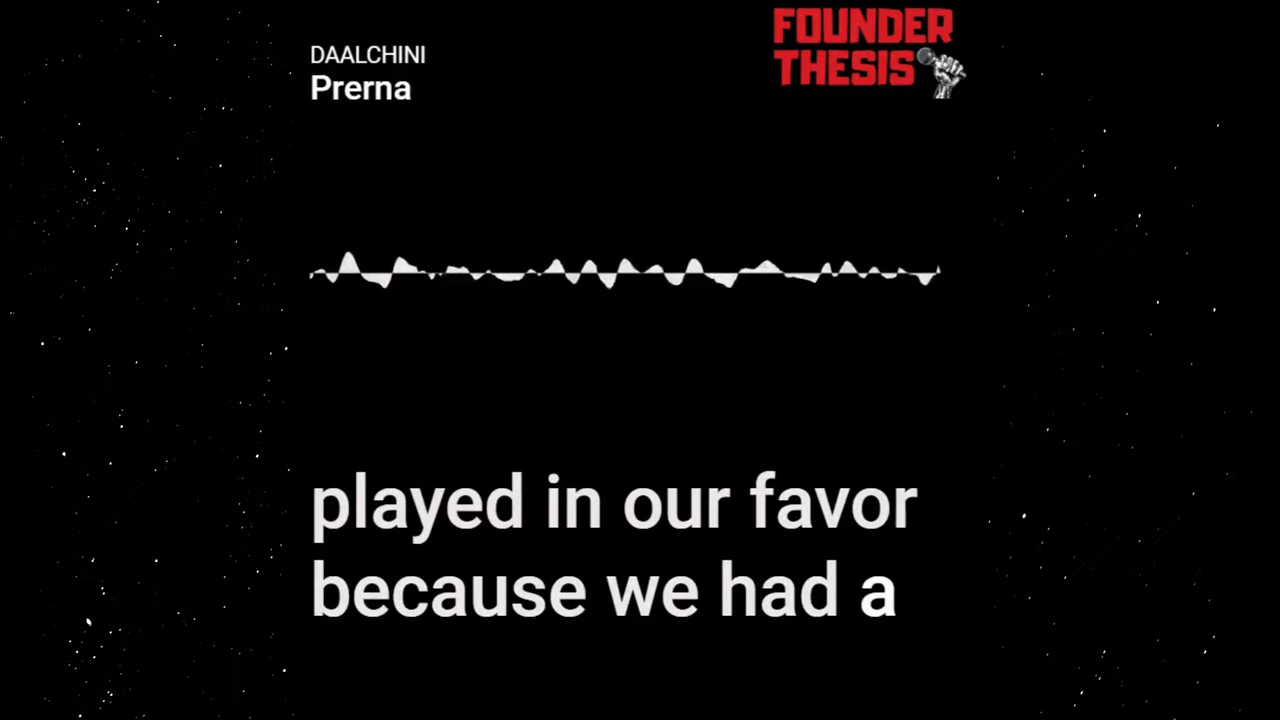 DAALCHINI
Prerna
FOUNDER
THESIS
played in our favor
because we had a